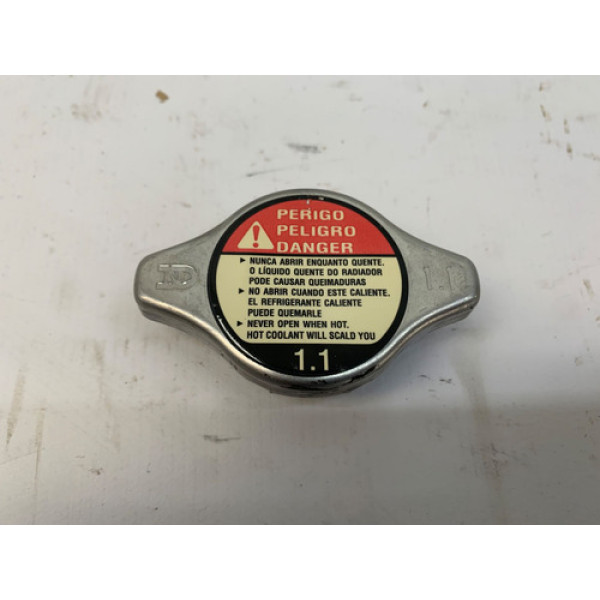 PERIGO
PELIGRO
DANGER
► NUNCA ABRIR ENQUANTO QUENTE.
O LÍQUIDO QUENTE DO RADIADOR
PODE CAUSAR QUEIMADURAS
► NO ABRIR CUANDO ESTE CALIENTE.
EL REFRIGERANTE CALIENTE
PUEDE QUEMARLE
► NEVER OPEN WHEN HOT.
HOT COOLANT WILL SCALD YOU
1.1